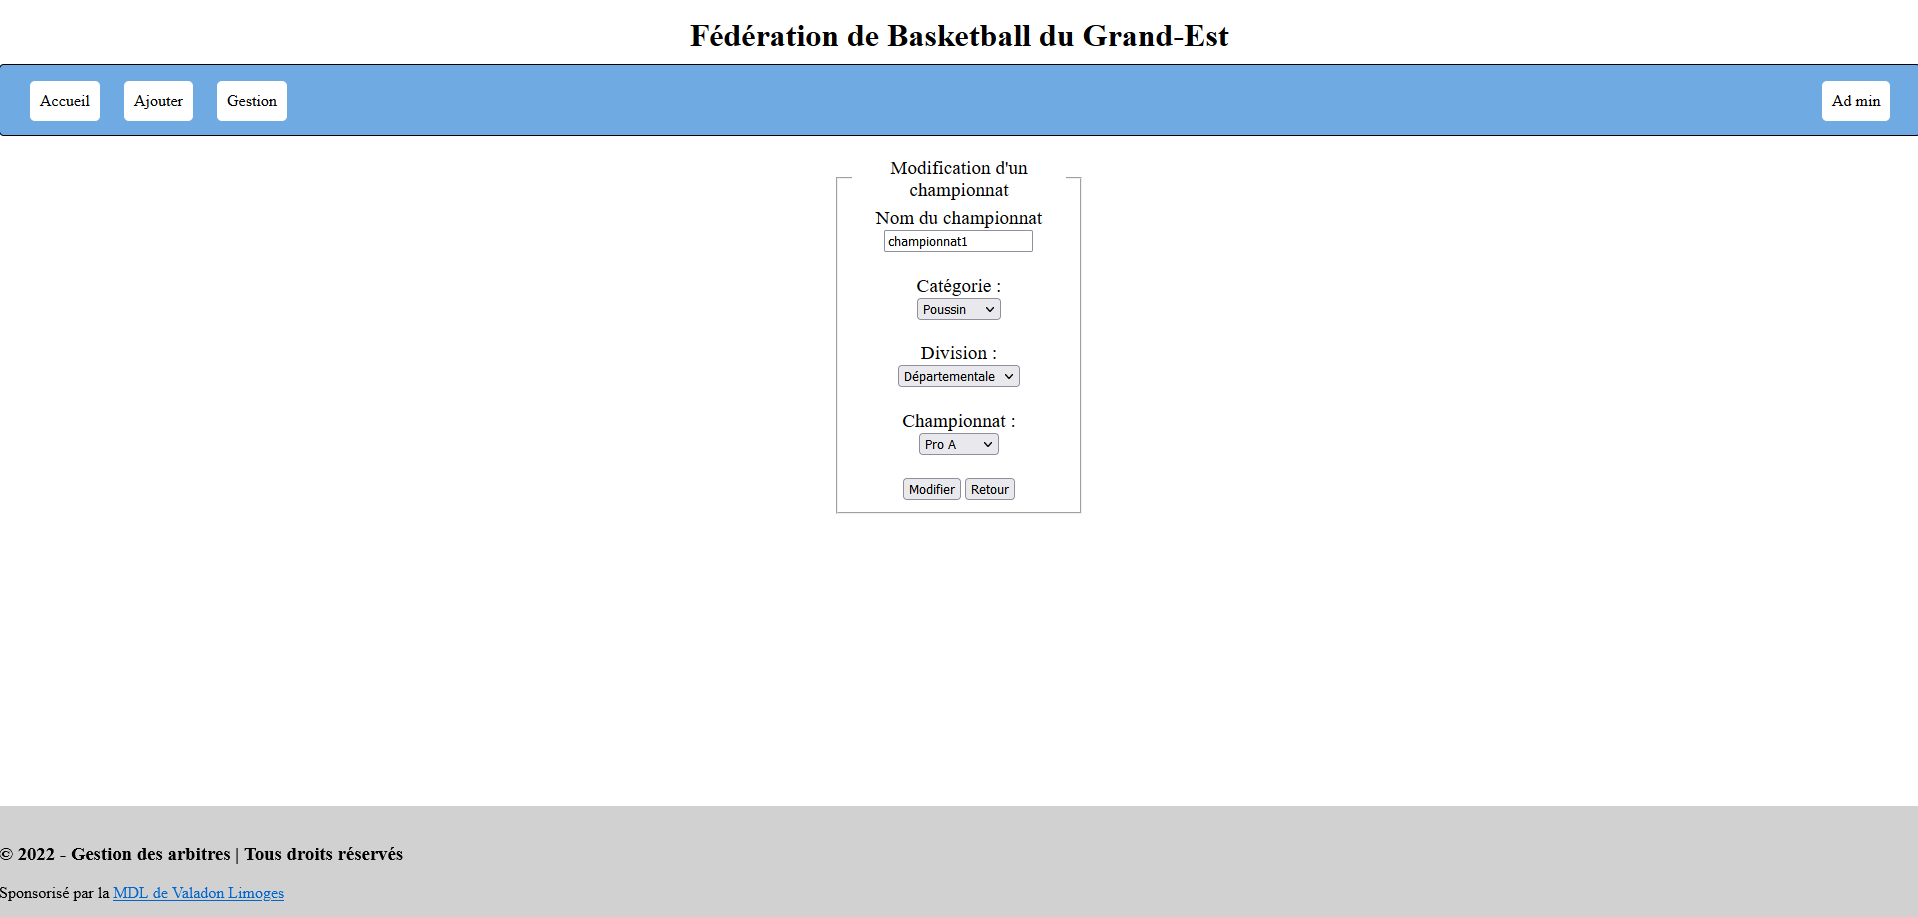 Fédération de Basketball du Grand-Est
Accueil Ajouter Gestion Ad min
Modification d'un
championnat
Nom du championnat
championnat1
Catégorie :
Poussin
Division :
Départementale
Championnat :
Pro A
Modifier Retour
© 2022 - Gestion des arbitres | Tous droits réservés
Sponsorisé par la MDL de Valadon Limoges